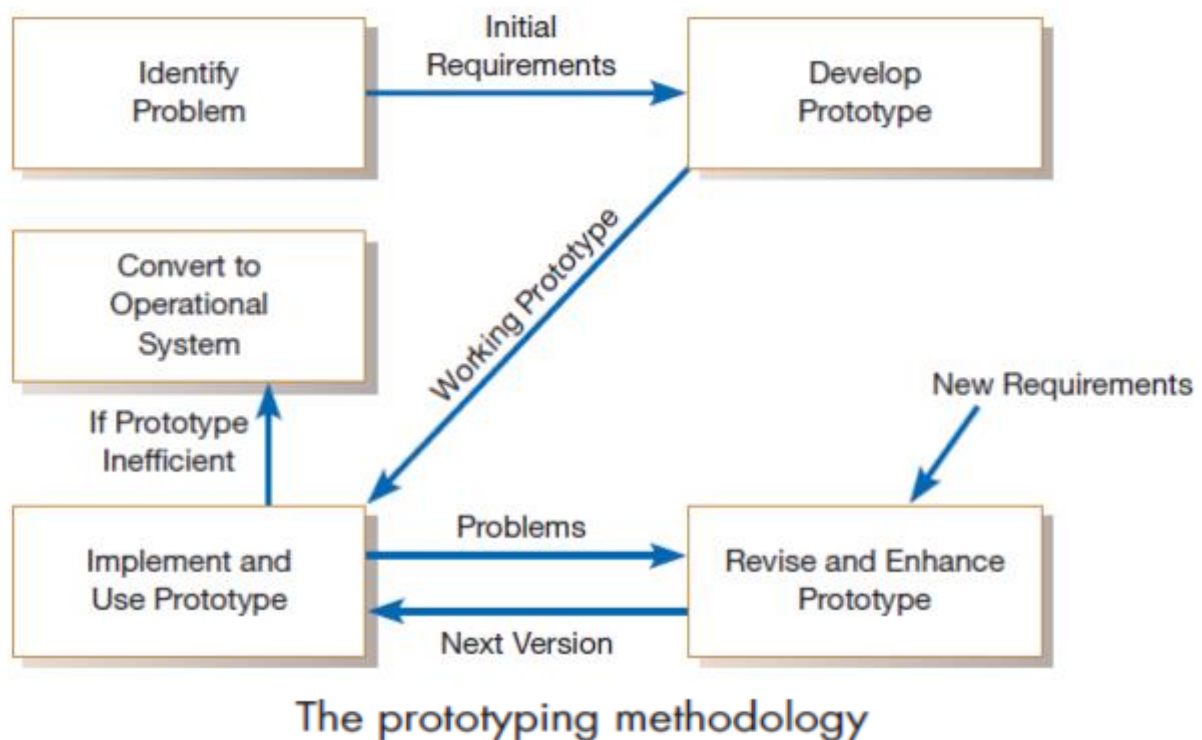 Identify
Problem
Initial
Requirements
Develop
Prototype
Convert to
Operational
System
Working Prototype
New Requirements
If Prototype
Inefficient
Implement and
Use Prototype
Problems
Next Version
Revise and Enhance
Prototype
The prototyping methodology